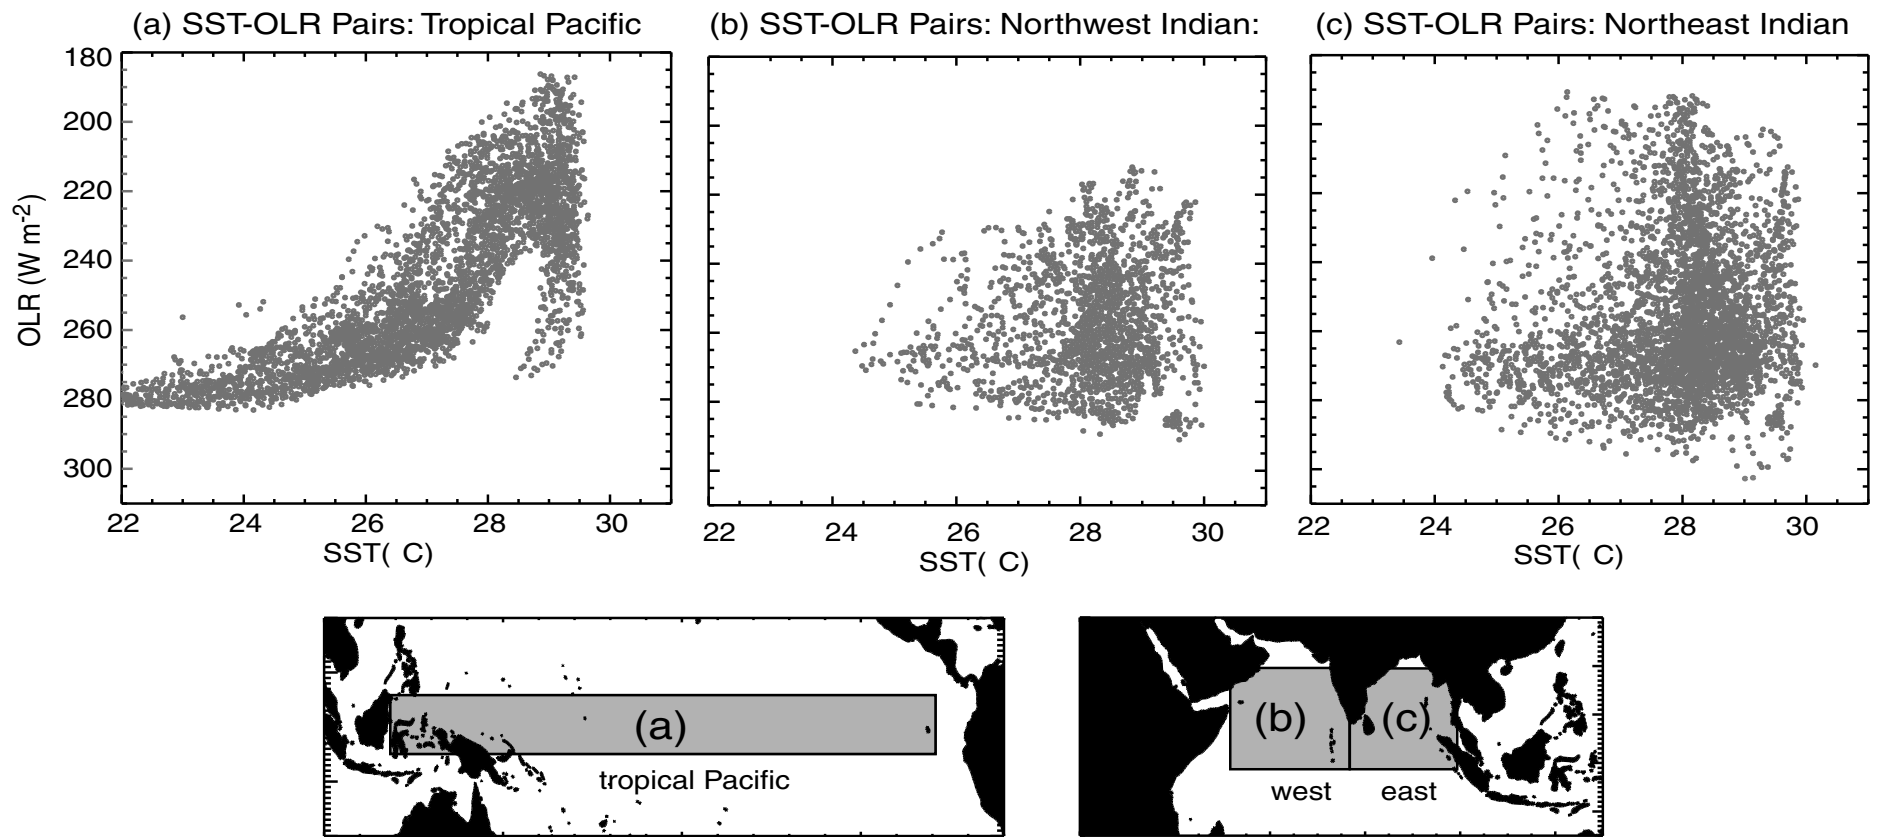 (a) SST-OLR Pairs: Tropical Pacific
(b) SST-OLR Pairs: Northwest Indian:
(c) SST-OLR Pairs: Northeast Indian
180
200
220
240
260
280
300
OLR (W m-2)
22 24 26 28 30
SST( C)
22 24 26 28 30
SST( C)
22 24 26 28 30
SST( C)
(a)
tropical Pacific
(b) (c)
west east